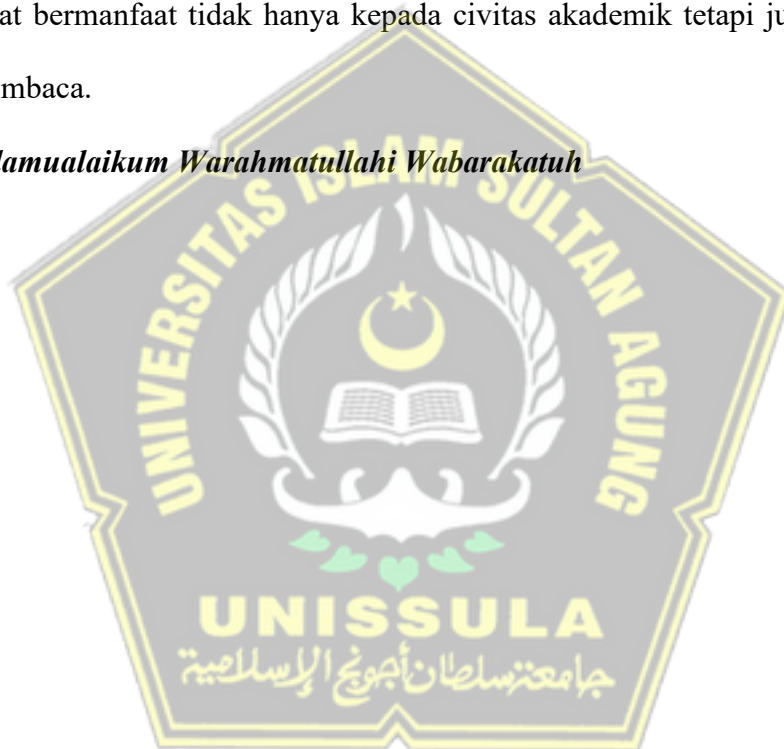 at bermanfaat tidak hanya kepada civitas akademik tetapi ju
mbaca.
lamualaikum Warahmatullahi Wabarakatuh
UNIVERSITAS ISLAM SULTAN AGUNG
UNISSULA
جامعة سلطان أجونج الإسلامية